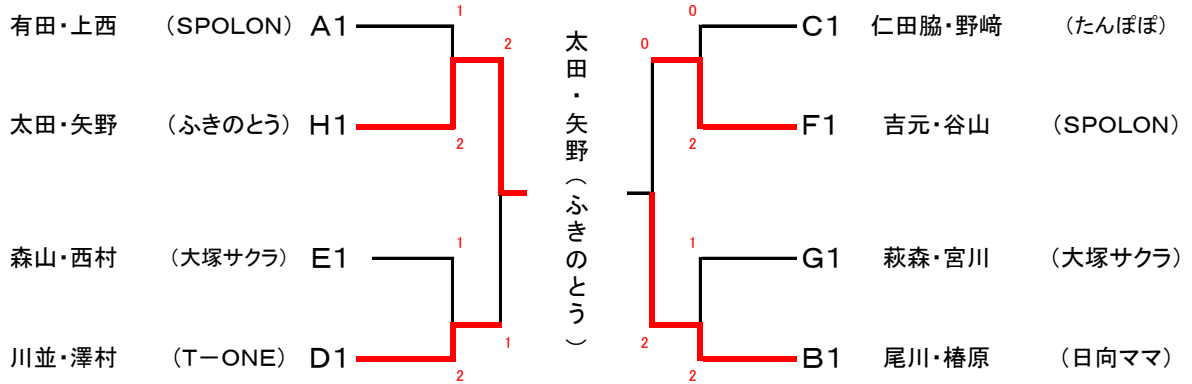 有田・上西 (SPOLON) A1
1
2
太田・矢野 (ふきのとう) H1
2
森山・西村 (大塚サクラ) E1
1
1
川並・澤村 (T－ONE) D1
2
太田・矢野(ふきのとう)
0
C1 仁田脇・野﨑 (たんぽぽ)
0
F1 吉元・谷山 (SPOLON)
2
1
G1 萩森・宮川 (大塚サクラ)
2
B1 尾川・椿原 (日向ママ)
2